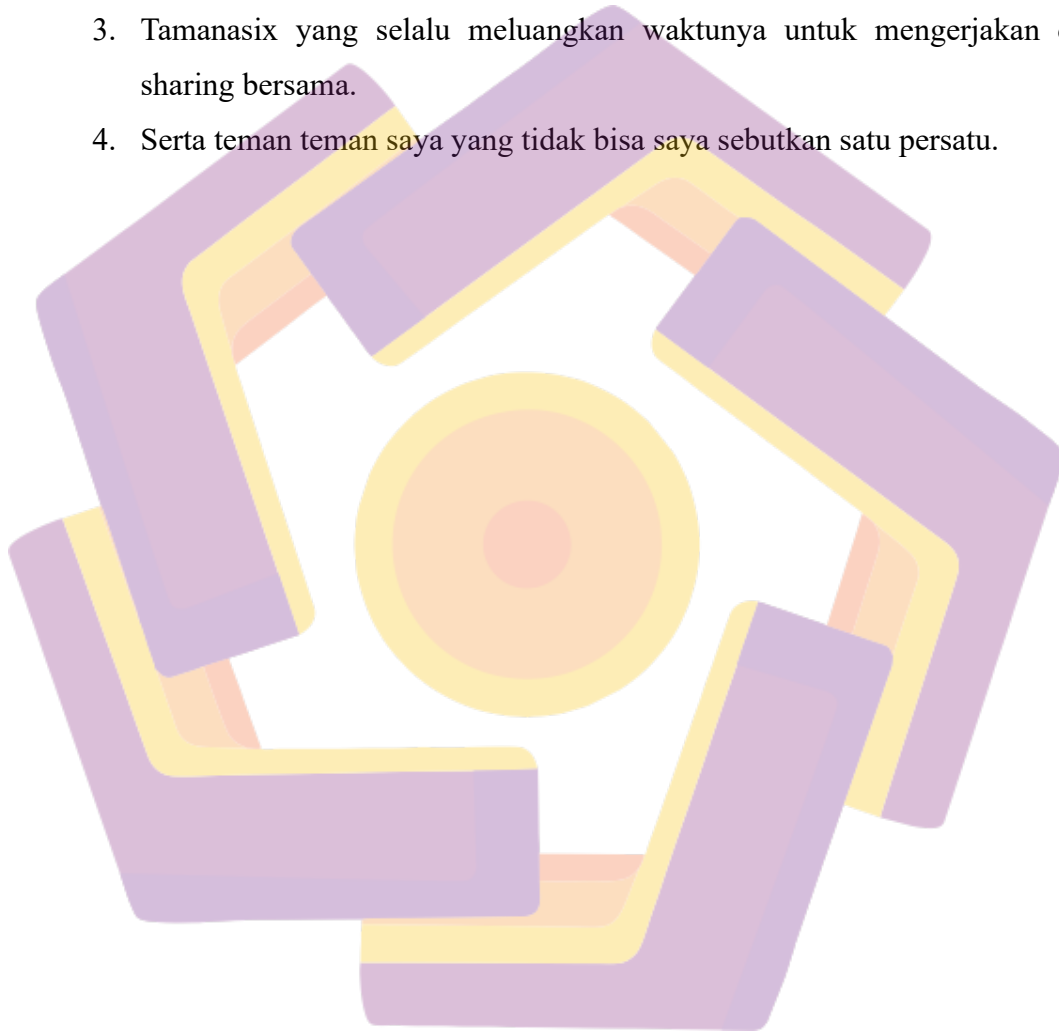 3. Tamanasix yang selalu meluangkan waktunya untuk mengerjakan
sharing bersama.
4. Serta teman teman saya yang tidak bisa saya sebutkan satu persatu.